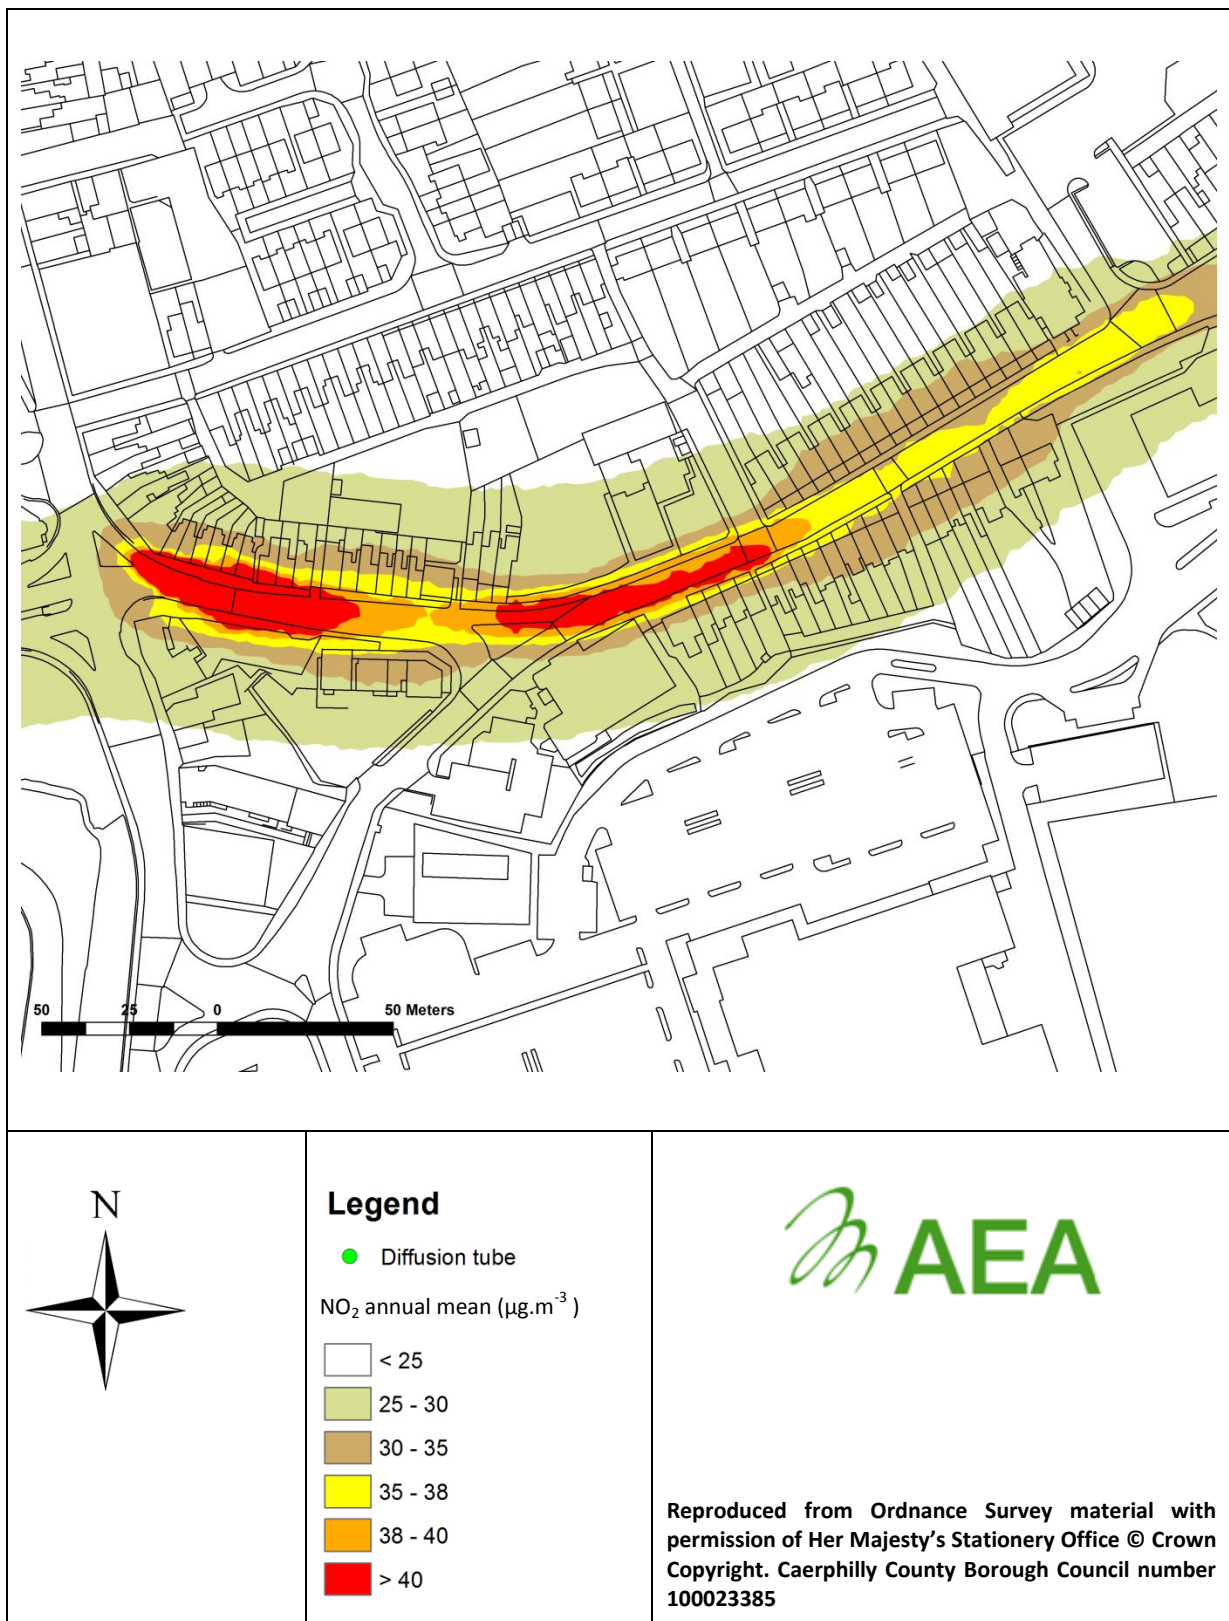 50 25 0 50 Meters
N
Legend
Diffusion tube
NO₂ annual mean (µg.m⁻³ )
< 25
25 - 30
30 - 35
35 - 38
38 - 40
> 40
AEA
Reproduced from Ordnance Survey material with
permission of Her Majesty’s Stationery Office © Crown
Copyright. Caerphilly County Borough Council number
100023385